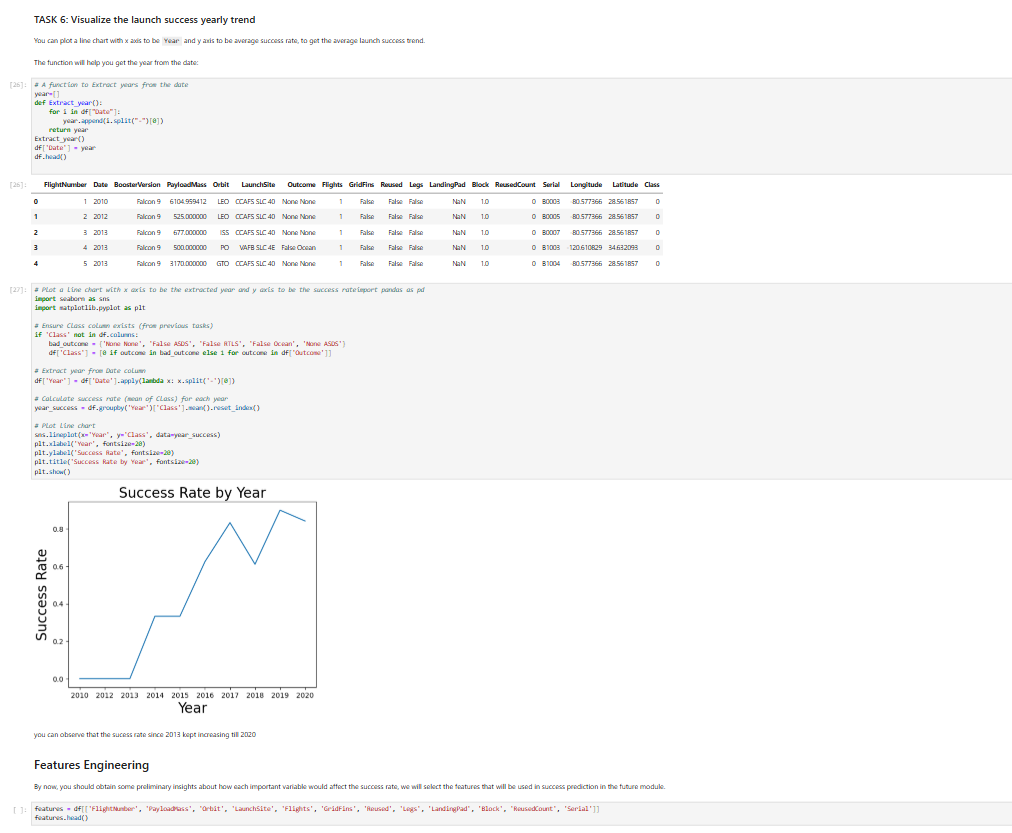 TASK 6: Visualize the launch success yearly trend
You can plot a line chart with x axis to be Year and y axis to be average success rate, to get the average launch success trend.
The function will help you get the year from the date:
[26]:
# A function to Extract years from the date
year=[]
def Extract_year():
for i in df["Date"]:
year.append(i.split("-")[0])
return year
Extract_year()
df['Date'] = year
df.head()
[26]:
FlightNumber Date BoosterVersion PayloadMass Orbit LaunchSite Outcome Flights GridFins Reused Legs LandingPad Block ReusedCount Serial Longitude Latitude Class
0 1 2010 Falcon 9 6104.959412 LEO CCAFS SLC 40 None None 1 False False False NaN 1.0 0 B0003 -80.577366 28.561857 0
1 2 2012 Falcon 9 525.000000 LEO CCAFS SLC 40 None None 1 False False False NaN 1.0 0 B0005 -80.577366 28.561857 0
2 3 2013 Falcon 9 677.000000 ISS CCAFS SLC 40 None None 1 False False False NaN 1.0 0 B0007 -80.577366 28.561857 0
3 4 2013 Falcon 9 500.000000 PO VAFB SLC 4E False Ocean 1 False False False NaN 1.0 0 B1003 -120.610829 34.632093 0
4 5 2013 Falcon 9 3170.000000 GTO CCAFS SLC 40 None None 1 False False False NaN 1.0 0 B1004 -80.577366 28.561857 0
[27]:
# Plot a line chart with x axis to be the extracted year and y axis to be the success rateimport pandas as pd
import seaborn as sns
import matplotlib.pyplot as plt
# Ensure Class column exists (from previous tasks)
if 'Class' not in df.columns:
bad_outcome = ['None None', 'False ASDS', 'False RTLS', 'False Ocean', 'None ASDS']
df['Class'] = [0 if outcome in bad_outcome else 1 for outcome in df['Outcome']]
# Extract year from Date column
df['Year'] = df['Date'].apply(lambda x: x.split('-')[0])
# Calculate success rate (mean of Class) for each year
year_success = df.groupby('Year')['Class'].mean().reset_index()
# Plot line chart
sns.lineplot(x='Year', y='Class', data=year_success)
plt.xlabel('Year', fontsize=20)
plt.ylabel('Success Rate', fontsize=20)
plt.title('Success Rate by Year', fontsize=20)
plt.show()
Success Rate by Year
Success Rate
0.8
0.6
0.4
0.2
0.0
2010 2012 2013 2014 2015 2016 2017 2018 2019 2020
Year
you can observe that the sucess rate since 2013 kept increasing till 2020
Features Engineering
By now, you should obtain some preliminary insights about how each important variable would affect the success rate, we will select the features that will be used in success prediction in the future module.
[ ]:
features = df[['FlightNumber', 'PayloadMass', 'Orbit', 'LaunchSite', 'Flights', 'GridFins', 'Reused', 'Legs', 'LandingPad', 'Block', 'ReusedCount', 'Serial']]
features.head()